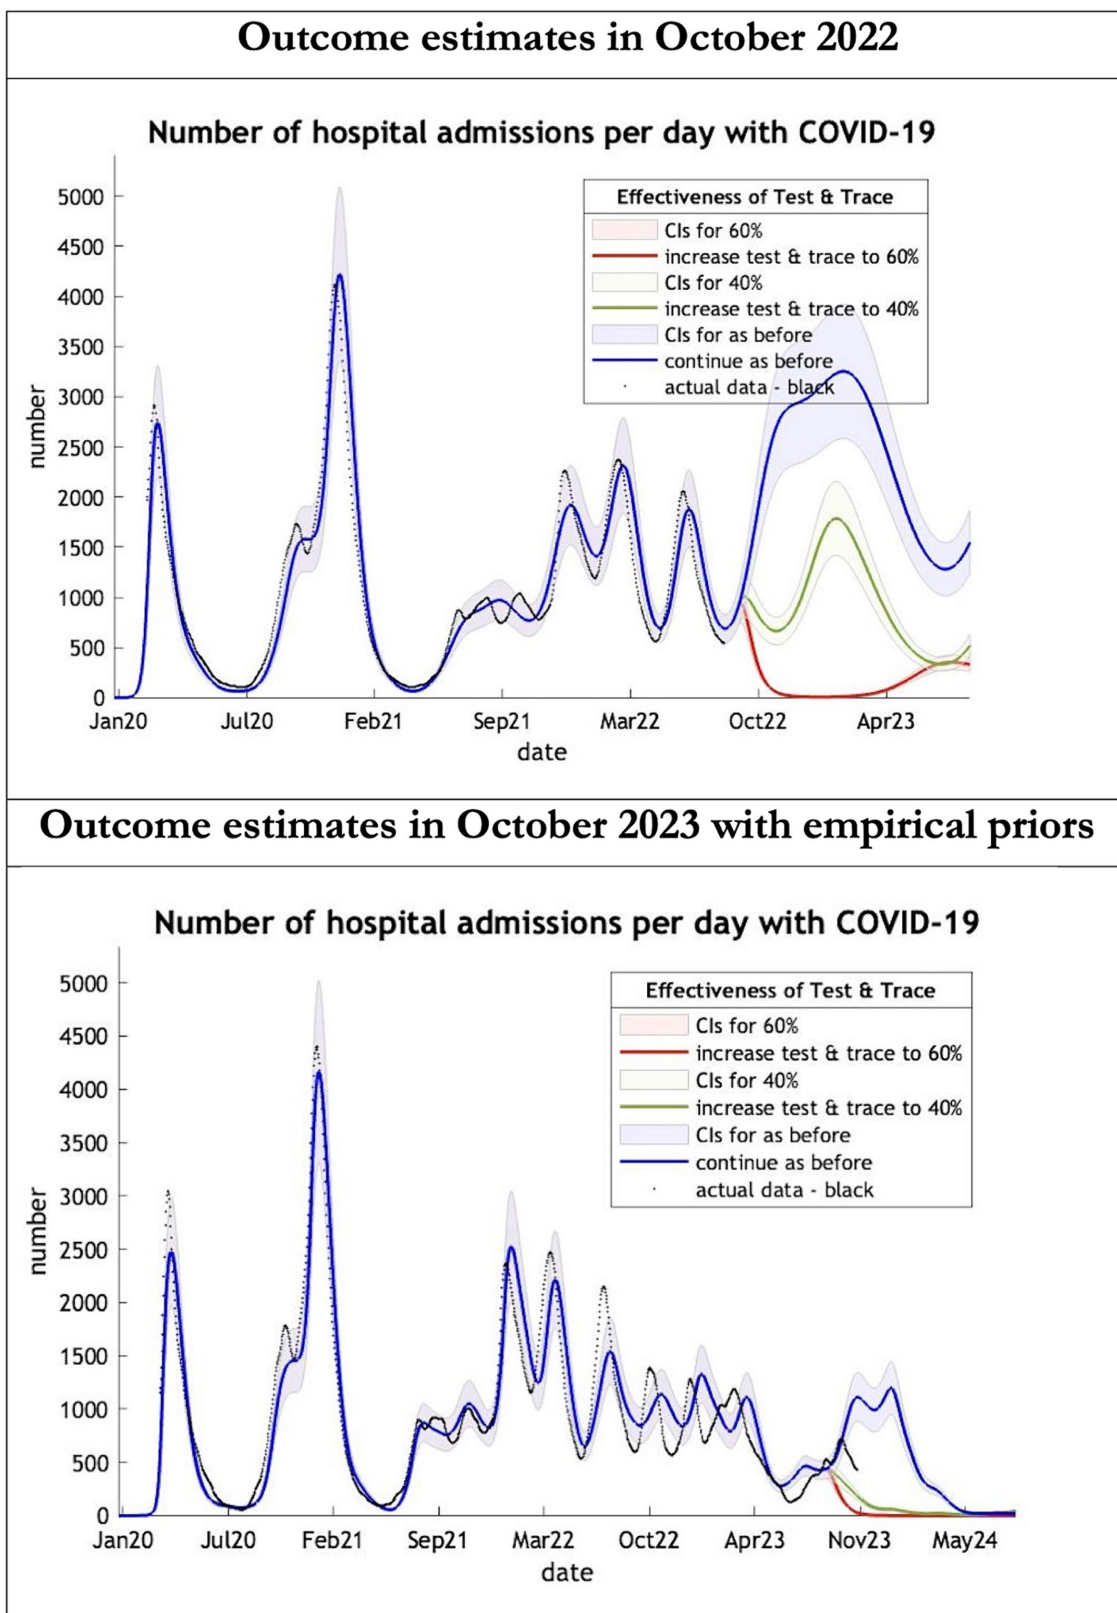 Outcome estimates in October 2022
Number of hospital admissions per day with COVID-19
Effectiveness of Test & Trace
CIs for 60%
increase test & trace to 60%
CIs for 40%
increase test & trace to 40%
CIs for as before
continue as before
actual data - black
5000
4500
4000
3500
3000
2500
2000
1500
1000
500
0
number
Jan20 Jul20 Feb21 Sep21 Mar22 Oct22 Apr23
date
Outcome estimates in October 2023 with empirical priors
Number of hospital admissions per day with COVID-19
Effectiveness of Test & Trace
CIs for 60%
increase test & trace to 60%
CIs for 40%
increase test & trace to 40%
CIs for as before
continue as before
actual data - black
5000
4500
4000
3500
3000
2500
2000
1500
1000
500
0
number
Jan20 Jul20 Feb21 Sep21 Mar22 Oct22 Apr23 Nov23 May24
date